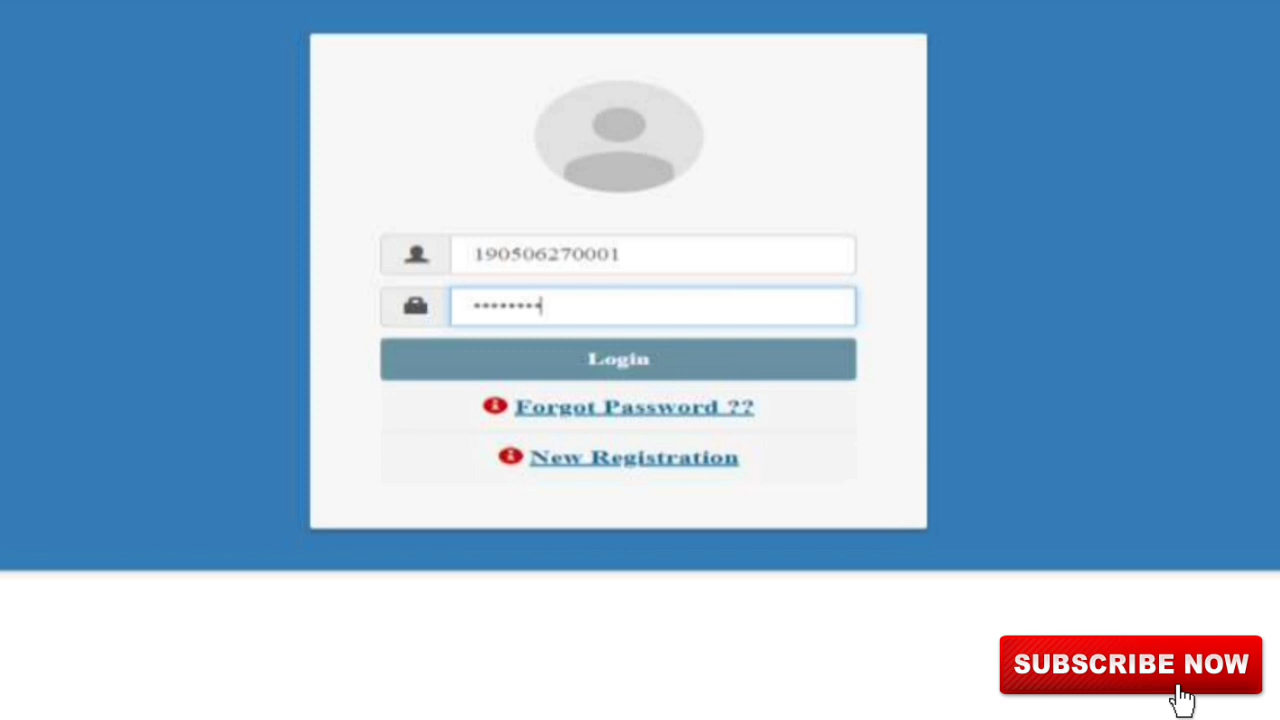 190506270001
••••••••
Login
Forgot Password ??
New Registration
SUBSCRIBE NOW